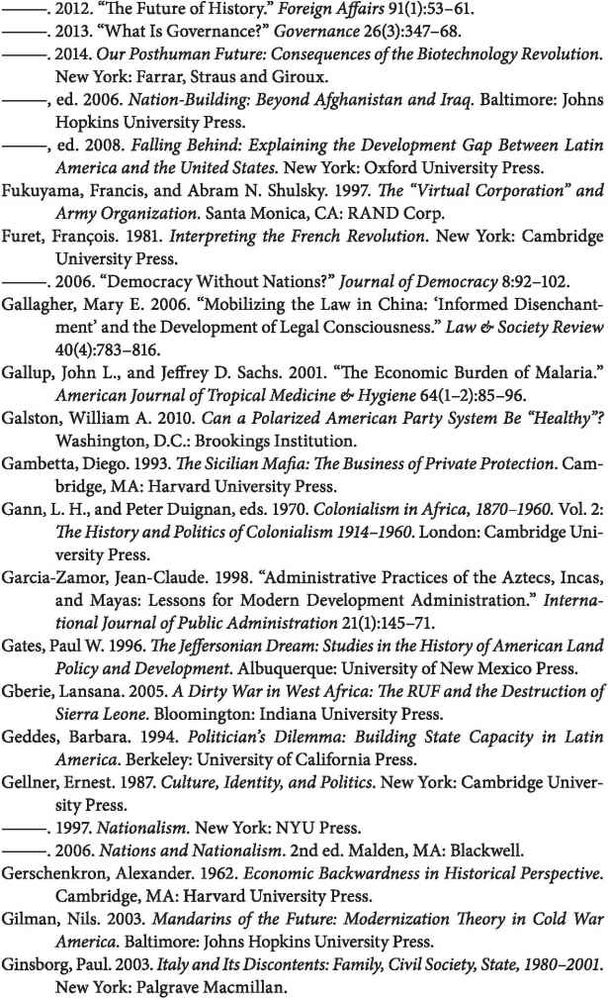 ———. 2012. “The Future of History.” Foreign Affairs 91(1):53–61.
———. 2013. “What Is Governance?” Governance 26(3):347–68.
———. 2014. Our Posthuman Future: Consequences of the Biotechnology Revolution.
New York: Farrar, Straus and Giroux.
———, ed. 2006. Nation-Building: Beyond Afghanistan and Iraq. Baltimore: Johns
Hopkins University Press.
———, ed. 2008. Falling Behind: Explaining the Development Gap Between Latin
America and the United States. New York: Oxford University Press.
Fukuyama, Francis, and Abram N. Shulsky. 1997. The “Virtual Corporation” and
Army Organization. Santa Monica, CA: RAND Corp.
Furet, François. 1981. Interpreting the French Revolution. New York: Cambridge
University Press.
———. 2006. “Democracy Without Nations?” Journal of Democracy 8:92–102.
Gallagher, Mary E. 2006. “Mobilizing the Law in China: ‘Informed Disenchant-
ment’ and the Development of Legal Consciousness.” Law & Society Review
40(4):783–816.
Gallup, John L., and Jeffrey D. Sachs. 2001. “The Economic Burden of Malaria.”
American Journal of Tropical Medicine & Hygiene 64(1–2):85–96.
Galston, William A. 2010. Can a Polarized American Party System Be “Healthy”?
Washington, D.C.: Brookings Institution.
Gambetta, Diego. 1993. The Sicilian Mafia: The Business of Private Protection. Cam-
bridge, MA: Harvard University Press.
Gann, L. H., and Peter Duignan, eds. 1970. Colonialism in Africa, 1870–1960. Vol. 2:
The History and Politics of Colonialism 1914–1960. London: Cambridge Uni-
versity Press.
Garcia-Zamor, Jean-Claude. 1998. “Administrative Practices of the Aztecs, Incas,
and Mayas: Lessons for Modern Development Administration.” Interna-
tional Journal of Public Administration 21(1):145–71.
Gates, Paul W. 1996. The Jeffersonian Dream: Studies in the History of American Land
Policy and Development. Albuquerque: University of New Mexico Press.
Gberie, Lansana. 2005. A Dirty War in West Africa: The RUF and the Destruction of
Sierra Leone. Bloomington: Indiana University Press.
Geddes, Barbara. 1994. Politician’s Dilemma: Building State Capacity in Latin
America. Berkeley: University of California Press.
Gellner, Ernest. 1987. Culture, Identity, and Politics. New York: Cambridge Univer-
sity Press.
———. 1997. Nationalism. New York: NYU Press.
———. 2006. Nations and Nationalism. 2nd ed. Malden, MA: Blackwell.
Gerschenkron, Alexander. 1962. Economic Backwardness in Historical Perspective.
Cambridge, MA: Harvard University Press.
Gilman, Nils. 2003. Mandarins of the Future: Modernization Theory in Cold War
America. Baltimore: Johns Hopkins University Press.
Ginsborg, Paul. 2003. Italy and Its Discontents: Family, Civil Society, State, 1980–2001.
New York: Palgrave Macmillan.